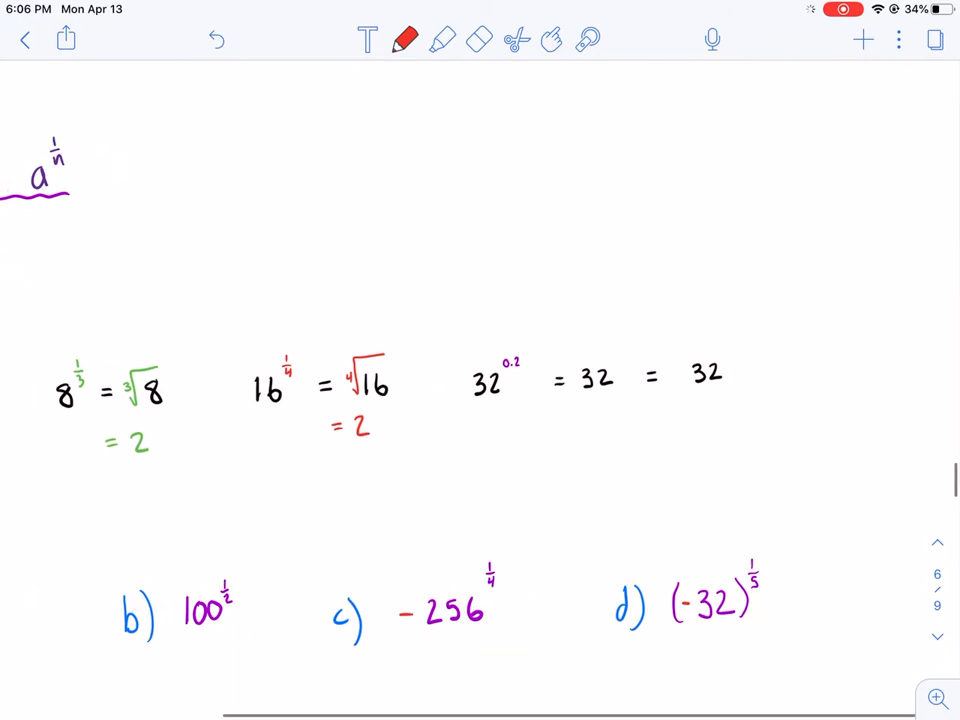 6:06 PM Mon Apr 13 34%
T
a^(1/n)
8^(1/3) = ∛8 16^(1/4) = ∜16 32^0.2 = 32 = 32
= 2 = 2
b) 100^(1/2) c) -256^(1/4) d) (-32)^(1/5)
6/9